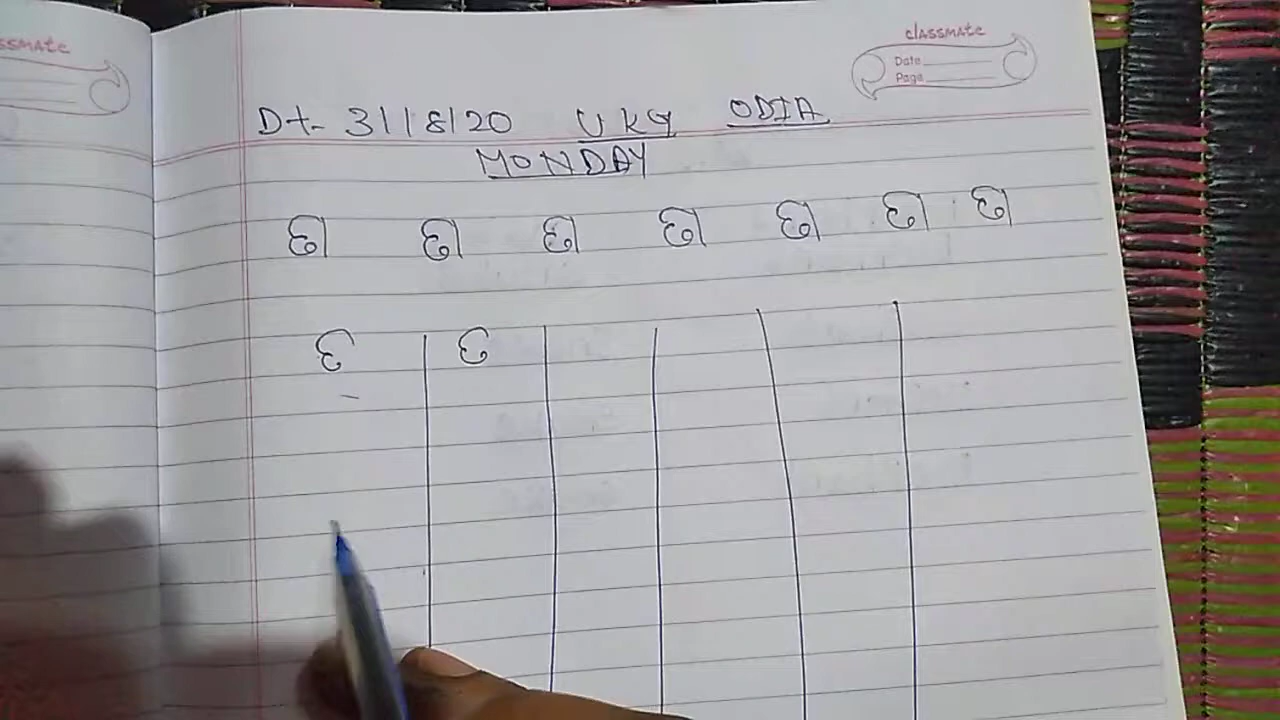 classmate
Date
Page
Dt- 31/8/20 UKG ODIA
MONDAY
ଣ ଣ ଣ ଣ ଣ ଣ ଣ